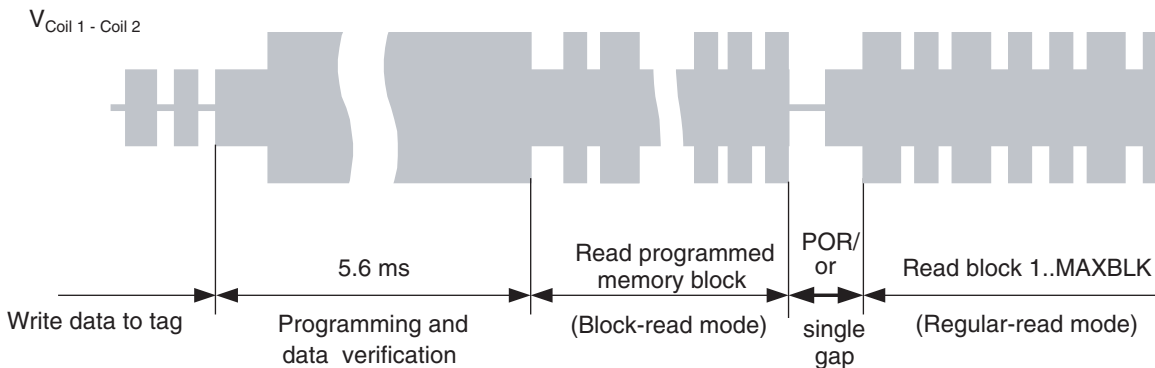 V Coil 1 - Coil 2
Write data to tag
5.6 ms
Programming and
data verification
Read programmed
memory block
(Block-read mode)
POR/
or
single
gap
Read block 1..MAXBLK
(Regular-read mode)